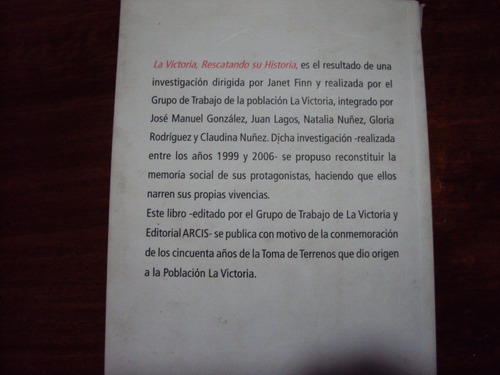 La Victoria, Rescatando su Historia, es el resultado de una
investigación dirigida por Janet Finn y realizada por el
Grupo de Trabajo de la población La Victoria, integrado por
José Manuel González, Juan Lagos, Natalia Nuñez, Gloria
Rodríguez y Claudina Nuñez. Dicha investigación -realizada
entre los años 1999 y 2006- se propuso reconstituir la
memoria social de sus protagonistas, haciendo que ellos
narren sus propias vivencias.
Este libro -editado por el Grupo de Trabajo de La Victoria y
Editorial ARCIS- se publica con motivo de la conmemoración
de los cincuenta años de la Toma de Terrenos que dio origen
a la Población La Victoria.